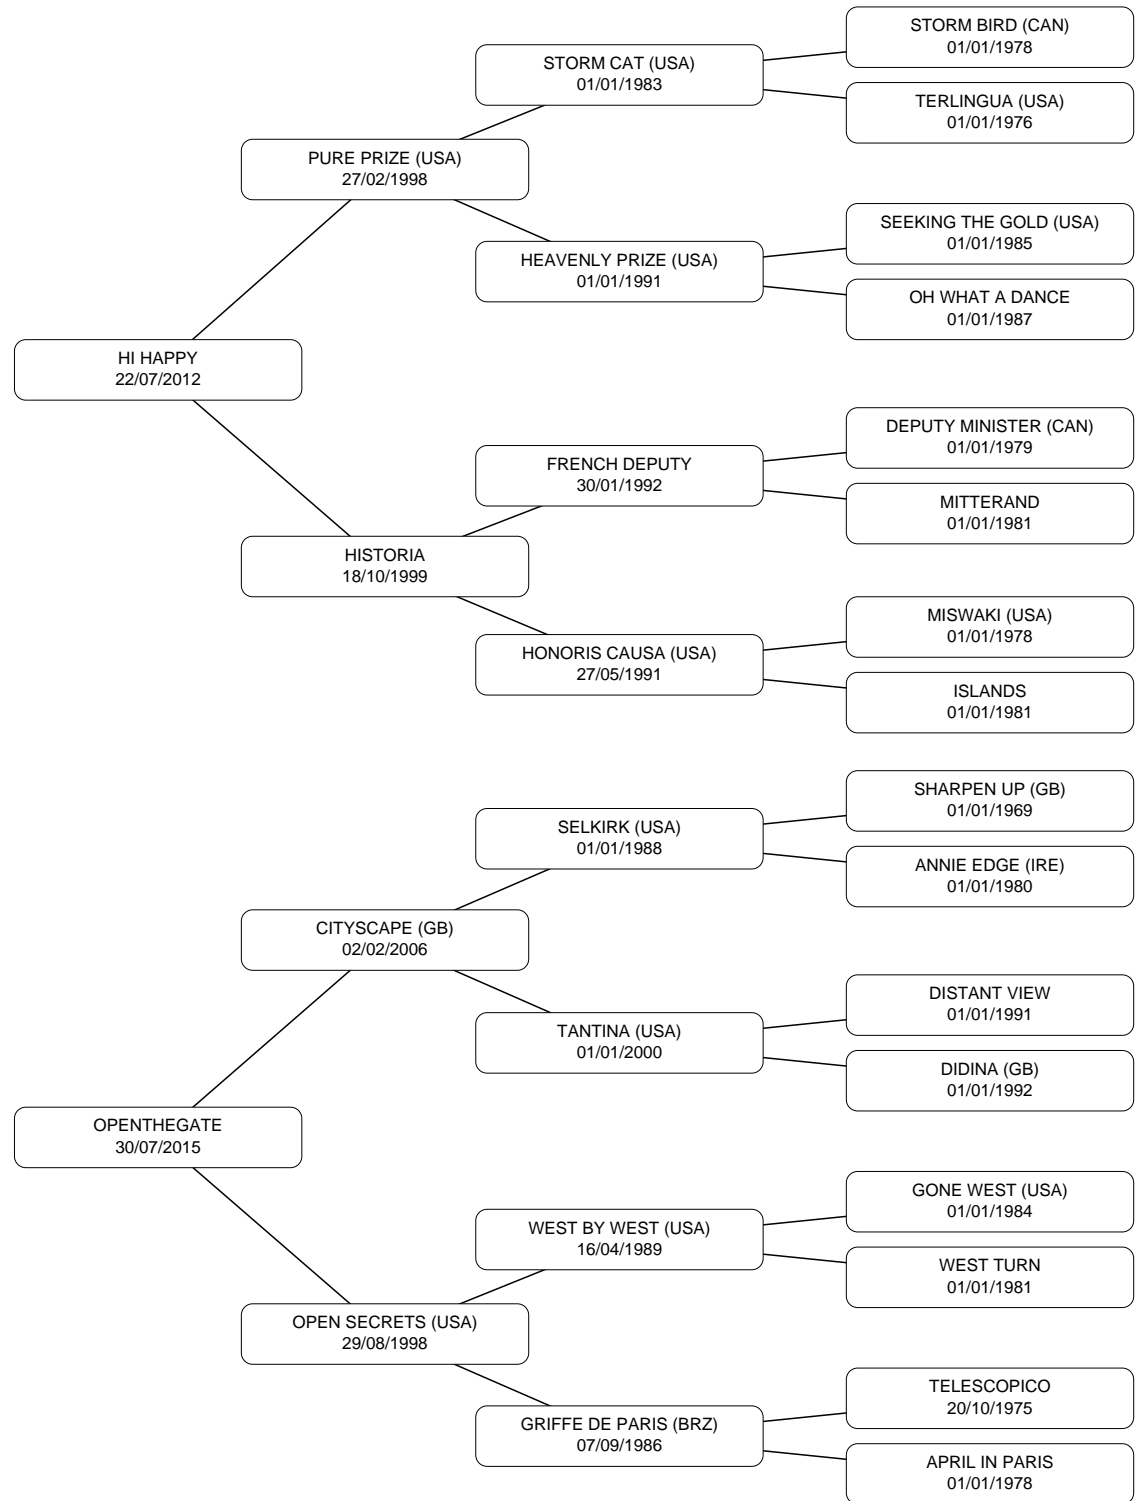 STORM BIRD (CAN)
01/01/1978
STORM CAT (USA)
01/01/1983
TERLINGUA (USA)
01/01/1976
PURE PRIZE (USA)
27/02/1998
SEEKING THE GOLD (USA)
01/01/1985
HEAVENLY PRIZE (USA)
01/01/1991
OH WHAT A DANCE
01/01/1987
HI HAPPY
22/07/2012
DEPUTY MINISTER (CAN)
01/01/1979
FRENCH DEPUTY
30/01/1992
MITTERAND
01/01/1981
HISTORIA
18/10/1999
MISWAKI (USA)
01/01/1978
HONORIS CAUSA (USA)
27/05/1991
ISLANDS
01/01/1981
SHARPEN UP (GB)
01/01/1969
SELKIRK (USA)
01/01/1988
ANNIE EDGE (IRE)
01/01/1980
CITYSCAPE (GB)
02/02/2006
DISTANT VIEW
01/01/1991
TANTINA (USA)
01/01/2000
DIDINA (GB)
01/01/1992
OPENTHEGATE
30/07/2015
GONE WEST (USA)
01/01/1984
WEST BY WEST (USA)
16/04/1989
WEST TURN
01/01/1981
OPEN SECRETS (USA)
29/08/1998
TELESCOPICO
20/10/1975
GRIFFE DE PARIS (BRZ)
07/09/1986
APRIL IN PARIS
01/01/1978